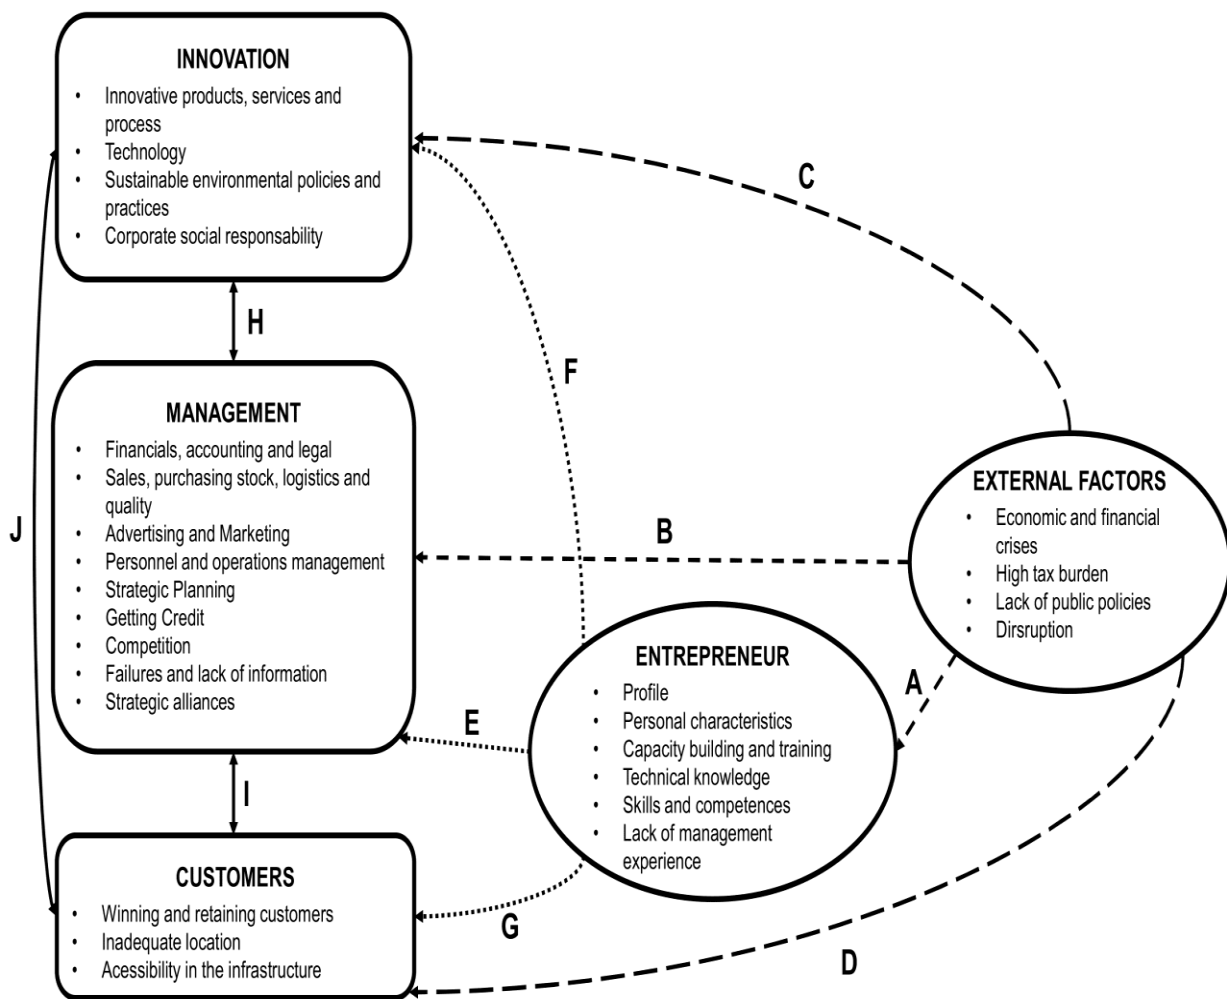 INNOVATION
• Innovative products, services and
process
• Technology
• Sustainable environmental policies and
practices
• Corporate social responsability
C
H
F
MANAGEMENT
• Financials, accounting and legal
• Sales, purchasing stock, logistics and
quality
• Advertising and Marketing
• Personnel and operations management
• Strategic Planning
• Getting Credit
• Competition
• Failures and lack of information
• Strategic alliances
J
B
EXTERNAL FACTORS
• Economic and financial
crises
• High tax burden
• Lack of public policies
• Dirsruption
A
E
ENTREPRENEUR
• Profile
• Personal characteristics
• Capacity building and training
• Technical knowledge
• Skills and competences
• Lack of management
experience
I
CUSTOMERS
• Winning and retaining customers
• Inadequate location
• Acessibility in the infrastructure
G
D